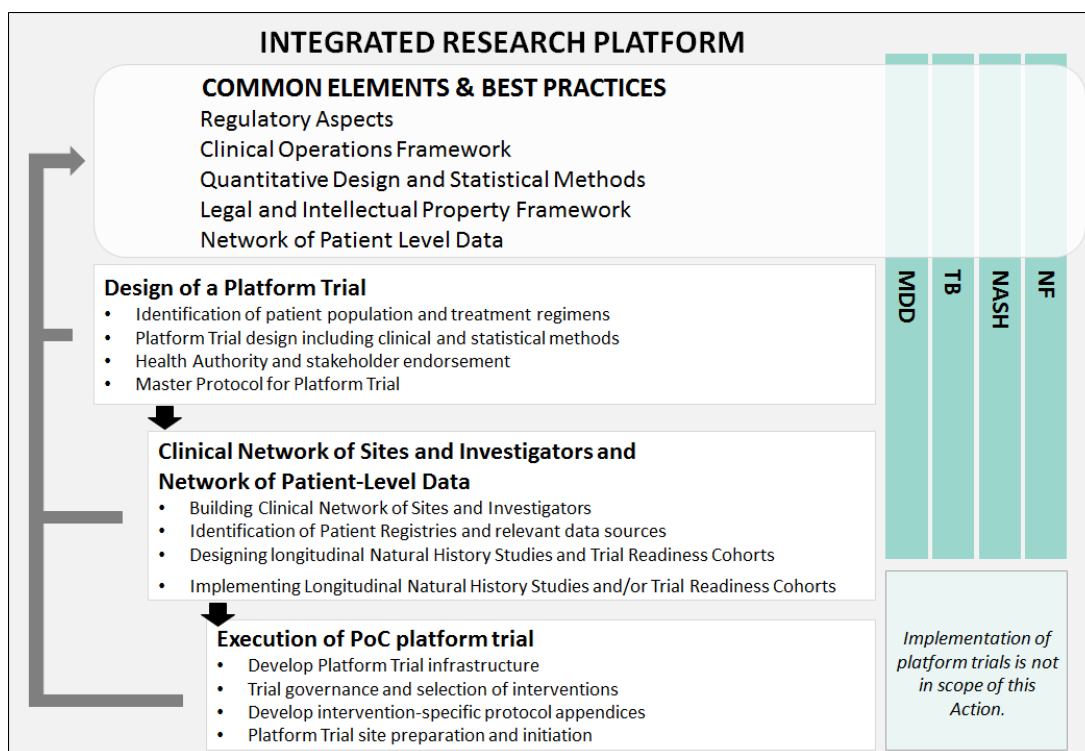 INTEGRATED RESEARCH PLATFORM
COMMON ELEMENTS & BEST PRACTICES
Regulatory Aspects
Clinical Operations Framework
Quantitative Design and Statistical Methods
Legal and Intellectual Property Framework
Network of Patient Level Data
MDD
TB
NASH
NF
Design of a Platform Trial
• Identification of patient population and treatment regimens
• Platform Trial design including clinical and statistical methods
• Health Authority and stakeholder endorsement
• Master Protocol for Platform Trial
Clinical Network of Sites and Investigators and
Network of Patient-Level Data
• Building Clinical Network of Sites and Investigators
• Identification of Patient Registries and relevant data sources
• Designing longitudinal Natural History Studies and Trial Readiness Cohorts
• Implementing Longitudinal Natural History Studies and/or Trial Readiness Cohorts
Execution of PoC platform trial
• Develop Platform Trial infrastructure
• Trial governance and selection of interventions
• Develop intervention-specific protocol appendices
• Platform Trial site preparation and initiation
Implementation of
platform trials is not
in scope of this
Action.